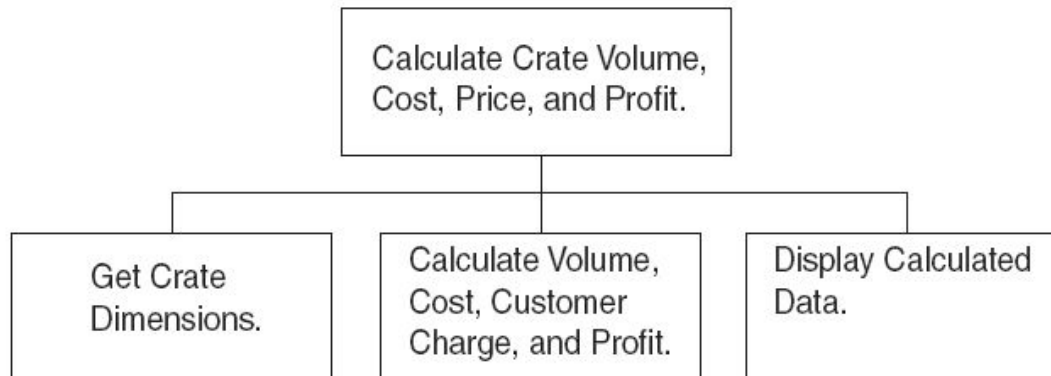 Calculate Crate Volume,
Cost, Price, and Profit.
Get Crate
Dimensions.
Calculate Volume,
Cost, Customer
Charge, and Profit.
Display Calculated
Data.